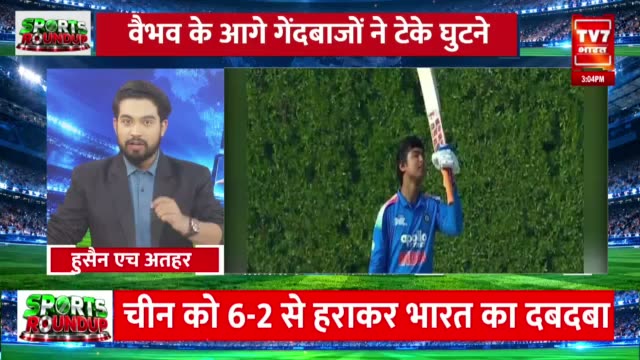 SPORTS ROUNDUP
वैभव के आगे गेंदबाजों ने टेके घुटने
TV7
भारत
3:04PM
apollo
हुसैन एच अतहर
SPORTS ROUNDUP
चीन को 6-2 से हराकर भारत का दबदबा